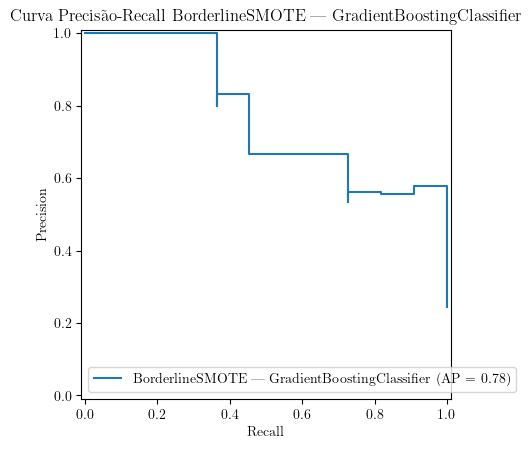 Curva Precisão-Recall BorderlineSMOTE — GradientBoostingClassifier
1.0
0.8
0.6
0.4
0.2
0.0
Precision
BorderlineSMOTE — GradientBoostingClassifier (AP = 0.78)
0.0 0.2 0.4 0.6 0.8 1.0
Recall